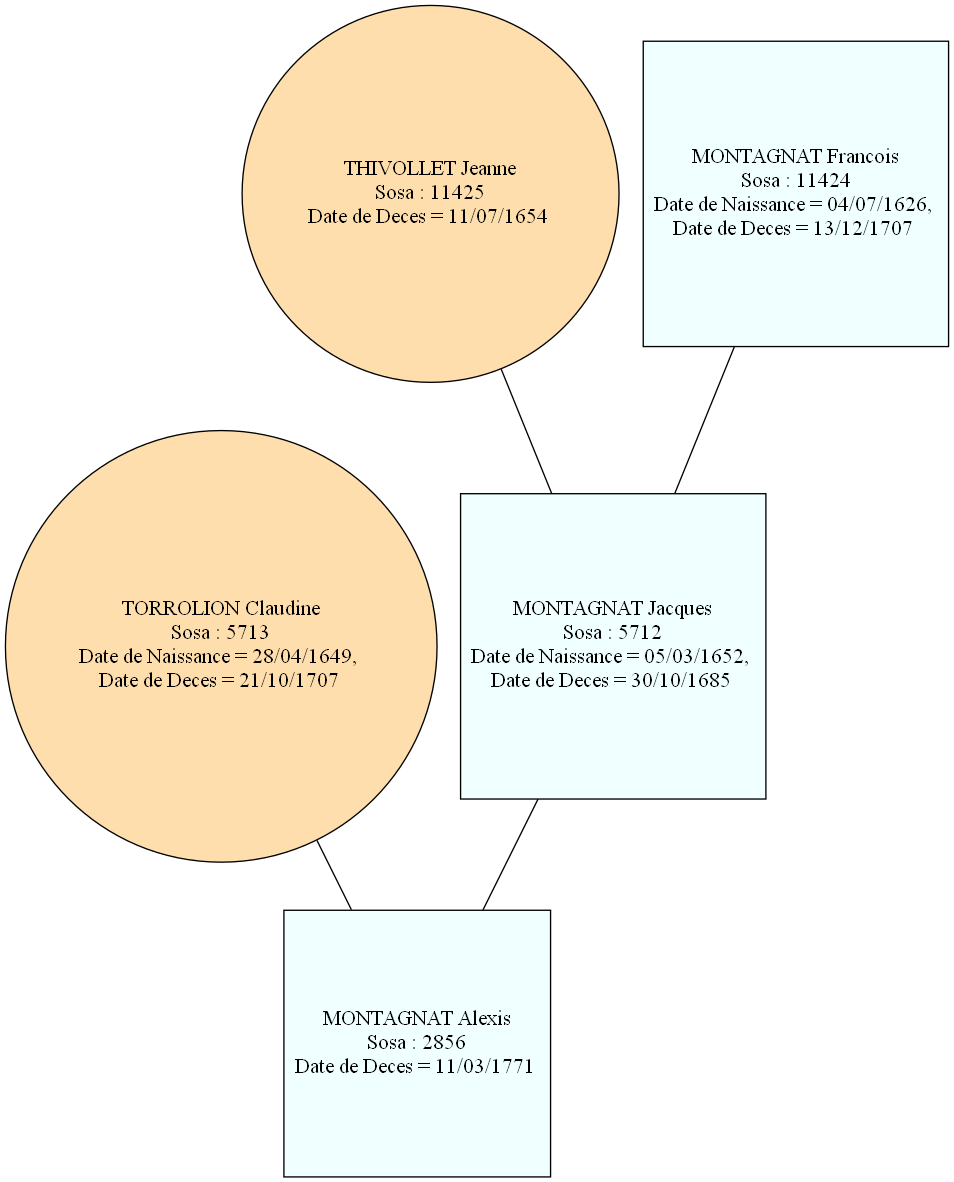 THIVOLLET Jeanne
Sosa : 11425
Date de Deces = 11/07/1654
MONTAGNAT Francois
Sosa : 11424
Date de Naissance = 04/07/1626,
Date de Deces = 13/12/1707
TORROLION Claudine
Sosa : 5713
Date de Naissance = 28/04/1649,
Date de Deces = 21/10/1707
MONTAGNAT Jacques
Sosa : 5712
Date de Naissance = 05/03/1652,
Date de Deces = 30/10/1685
MONTAGNAT Alexis
Sosa : 2856
Date de Deces = 11/03/1771